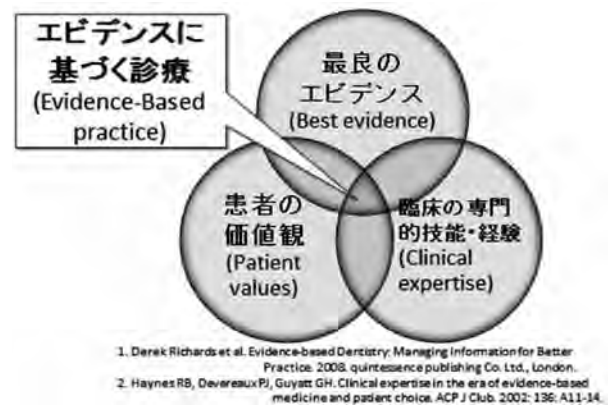 エビデンスに
基づく診療
(Evidence-Based
practice)
最良の
エビデンス
(Best evidence)
患者の
価値観
(Patient
values)
臨床の専門
的技能・経験
(Clinical
expertise)
1. Derek Richards et al. Evidence-based Dentistry: Managing Information for Better
Practice. 2008. quintessence publishing Co. Ltd., London.
2. Haynes RB, Devereaux PJ, Guyatt GH. Clinical expertise in the era of evidence-based
medicine and patient choice. ACP J Club. 2002; 136: A11-14.